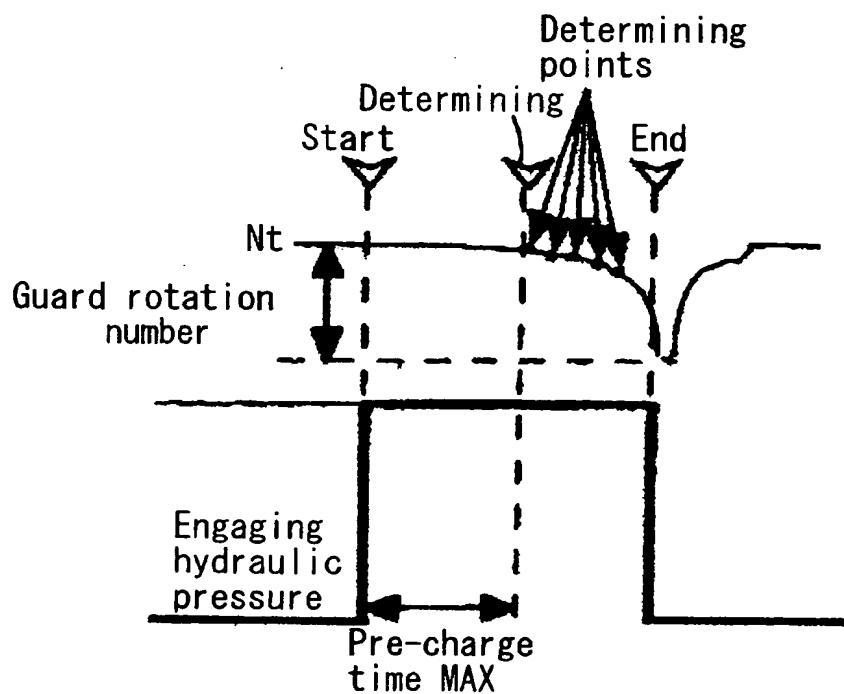 Determining
points
Determining
Start
End
Nt
Guard rotation
number
Engaging
hydraulic
pressure
Pre-charge
time MAX